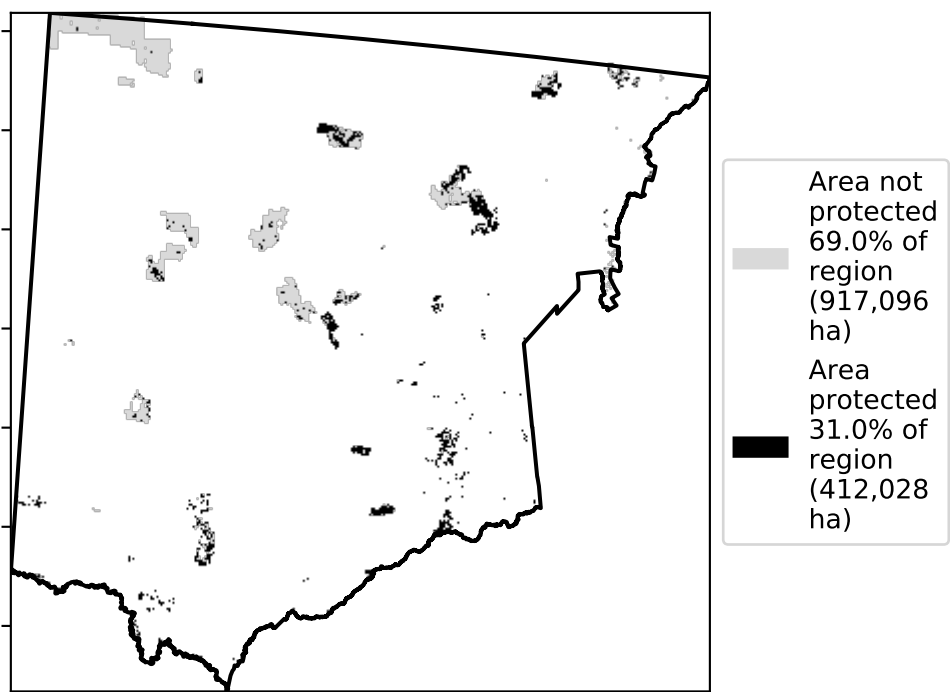 Area not
protected
69.0% of
region
(917,096
ha)
Area
protected
31.0% of
region
(412,028
ha)